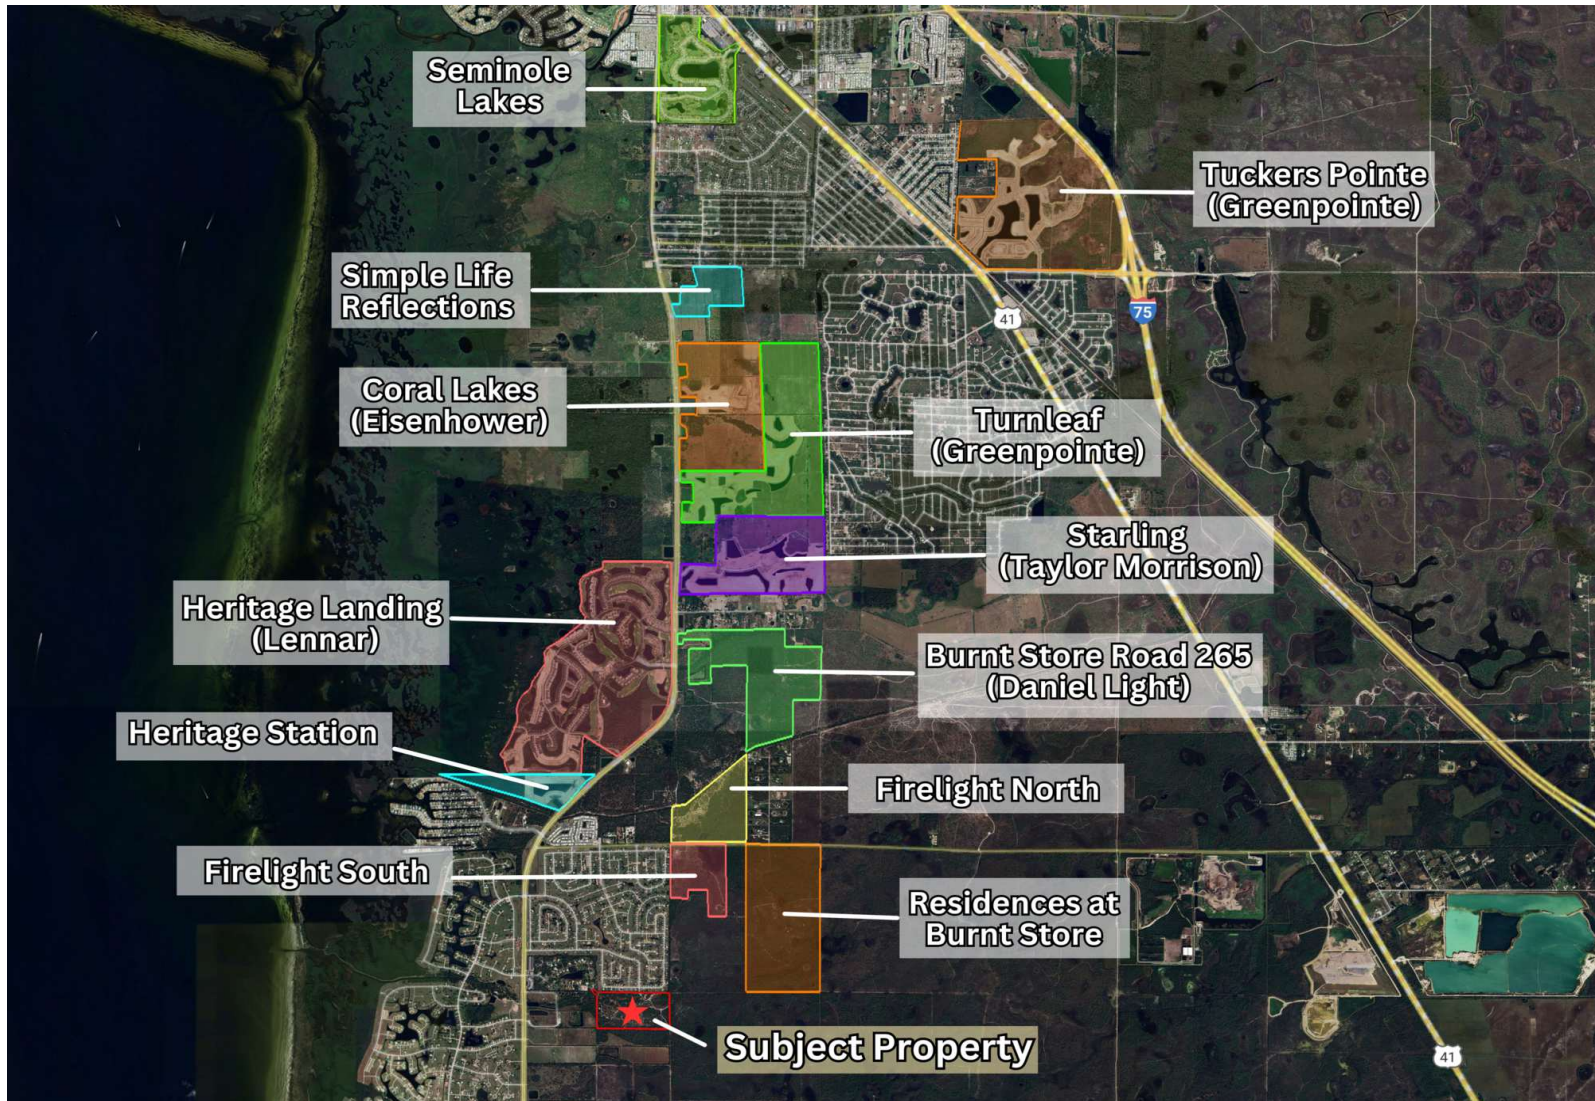 Seminole
Lakes
Tuckers Pointe
(Greenpointe)
Simple Life
Reflections
41
75
Coral Lakes
(Eisenhower)
Turnleaf
(Greenpointe)
Starling
(Taylor Morrison)
Heritage Landing
(Lennar)
Burnt Store Road 265
(Daniel Light)
Heritage Station
Firelight North
Firelight South
Residences at
Burnt Store
Subject Property
41